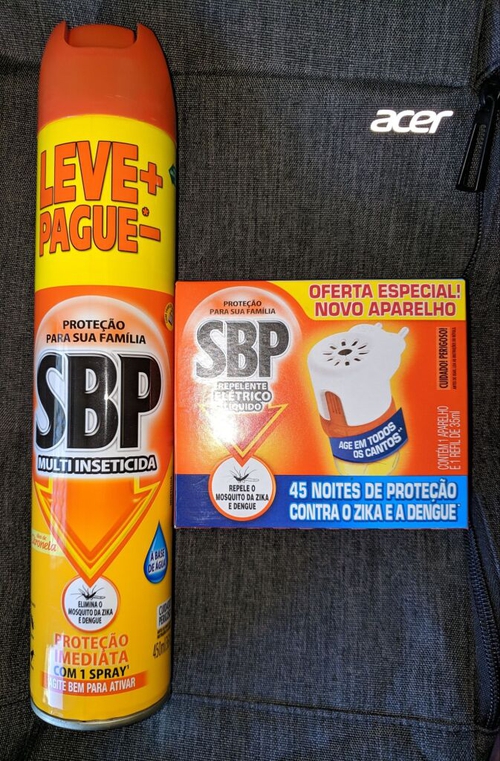 LEVE+
PAGUE-*
PROTEÇÃO
PARA SUA FAMÍLIA
SBP
MULTI INSETICIDA
À BASE
DE ÁGUA
ELIMINA O
MOSQUITO DA ZIKA
E DENGUE
PROTEÇÃO
IMEDIATA
COM 1 SPRAY¹
AGITE BEM PARA ATIVAR
acer
OFERTA ESPECIAL!
NOVO APARELHO
PROTEÇÃO
PARA SUA FAMÍLIA
SBP
REPELENTE
ELÉTRICO
LÍQUIDO
AGE EM TODOS
OS CANTOS**
REPELE O
MOSQUITO DA ZIKA
E DENGUE
45 NOITES DE PROTEÇÃO
CONTRA O ZIKA E A DENGUE*
CUIDADO! PERIGOSO!
CONTÉM 1 APARELHO
E 1 REFIL DE 35ml